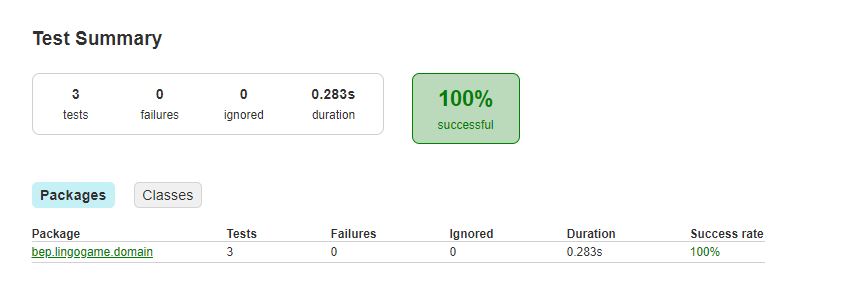 Test Summary
3 0 0 0.283s
tests failures ignored duration
100%
successful
Packages Classes
Package Tests Failures Ignored Duration Success rate
bep.lingogame.domain 3 0 0 0.283s 100%